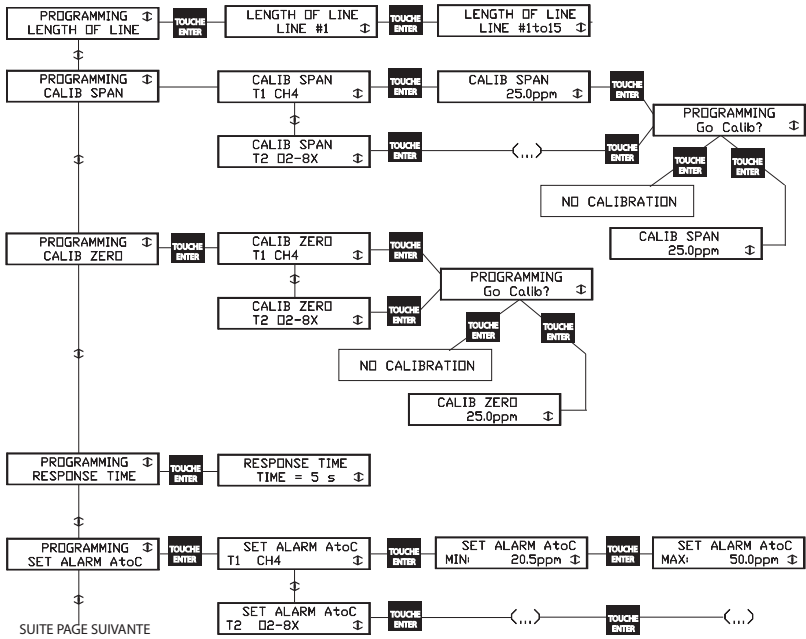 PROGRAMMING
LENGTH OF LINE
TOUCHE
ENTER
LENGTH OF LINE
LINE #1
TOUCHE
ENTER
LENGTH OF LINE
LINE #1to15
PROGRAMMING
CALIB SPAN
CALIB SPAN
T1 CH4
TOUCHE
ENTER
CALIB SPAN
25.0ppm
TOUCHE
ENTER
PROGRAMMING
Go Calib?
CALIB SPAN
T2 O2-8X
TOUCHE
ENTER
(...)
TOUCHE
ENTER
TOUCHE
ENTER
TOUCHE
ENTER
NO CALIBRATION
CALIB SPAN
25.0ppm
PROGRAMMING
CALIB ZERO
TOUCHE
ENTER
CALIB ZERO
T1 CH4
TOUCHE
ENTER
PROGRAMMING
Go Calib?
CALIB ZERO
T2 O2-8X
TOUCHE
ENTER
TOUCHE
ENTER
TOUCHE
ENTER
NO CALIBRATION
CALIB ZERO
25.0ppm
PROGRAMMING
RESPONSE TIME
TOUCHE
ENTER
RESPONSE TIME
TIME = 5 s
PROGRAMMING
SET ALARM AtoC
TOUCHE
ENTER
SET ALARM AtoC
T1 CH4
TOUCHE
ENTER
SET ALARM AtoC
MIN: 20.5ppm
TOUCHE
ENTER
SET ALARM AtoC
MAX: 50.0ppm
SET ALARM AtoC
T2 O2-8X
TOUCHE
ENTER
(...)
TOUCHE
ENTER
(...)
SUITE PAGE SUIVANTE